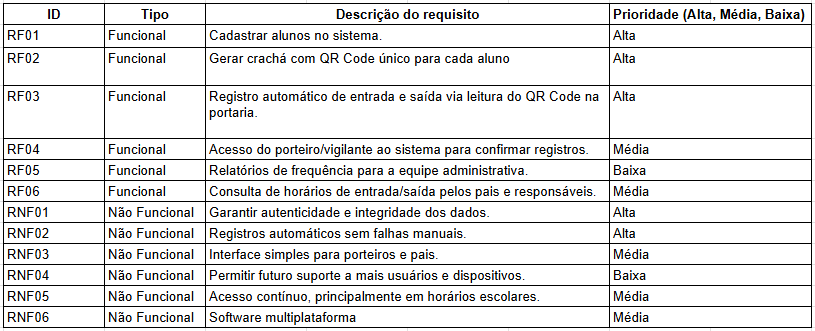 ID Tipo Descrição do requisito Prioridade (Alta, Média, Baixa)
RF01 Funcional Cadastrar alunos no sistema. Alta
RF02 Funcional Gerar crachá com QR Code único para cada aluno Alta
RF03 Funcional Registro automático de entrada e saída via leitura do QR Code na Alta
portaria.
RF04 Funcional Acesso do porteiro/vigilante ao sistema para confirmar registros. Média
RF05 Funcional Relatórios de frequência para a equipe administrativa. Baixa
RF06 Funcional Consulta de horários de entrada/saída pelos pais e responsáveis. Média
RNF01 Não Funcional Garantir autenticidade e integridade dos dados. Alta
RNF02 Não Funcional Registros automáticos sem falhas manuais. Alta
RNF03 Não Funcional Interface simples para porteiros e pais. Média
RNF04 Não Funcional Permitir futuro suporte a mais usuários e dispositivos. Baixa
RNF05 Não Funcional Acesso contínuo, principalmente em horários escolares. Média
RNF06 Não Funcional Software multiplataforma Média